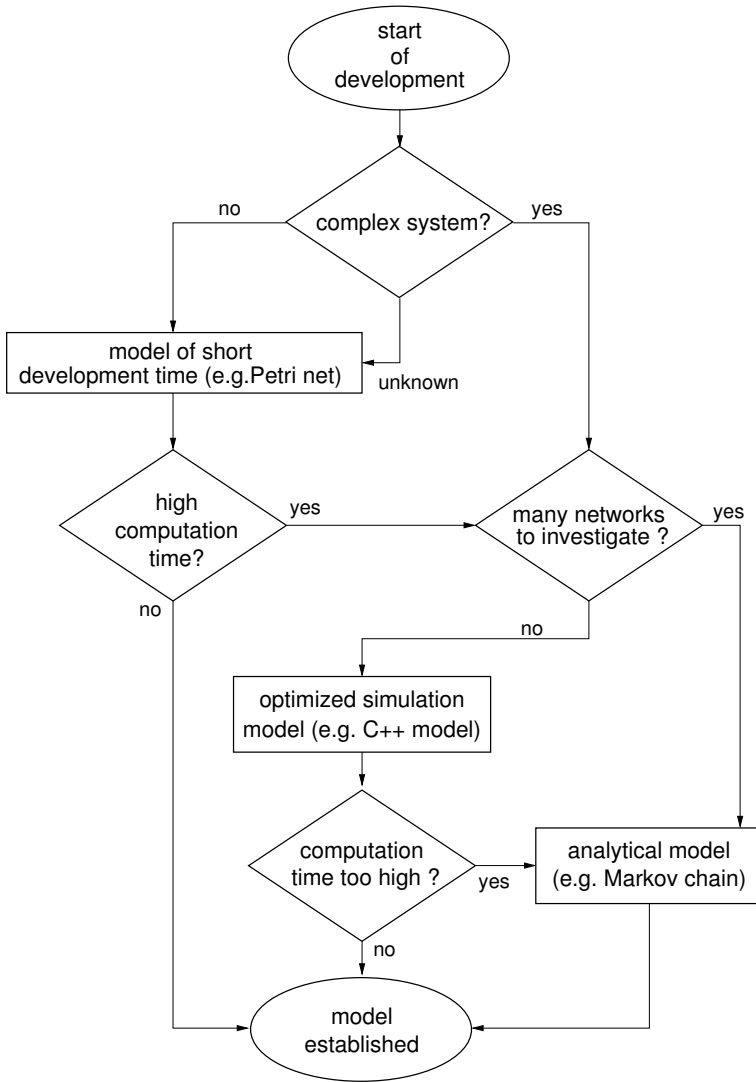 start
of
development
complex system?
no
yes
model of short
development time (e.g.Petri net)
unknown
high
computation
time?
yes
no
many networks
to investigate ?
yes
no
optimized simulation
model (e.g. C++ model)
computation
time too high ?
yes
no
analytical model
(e.g. Markov chain)
model
established